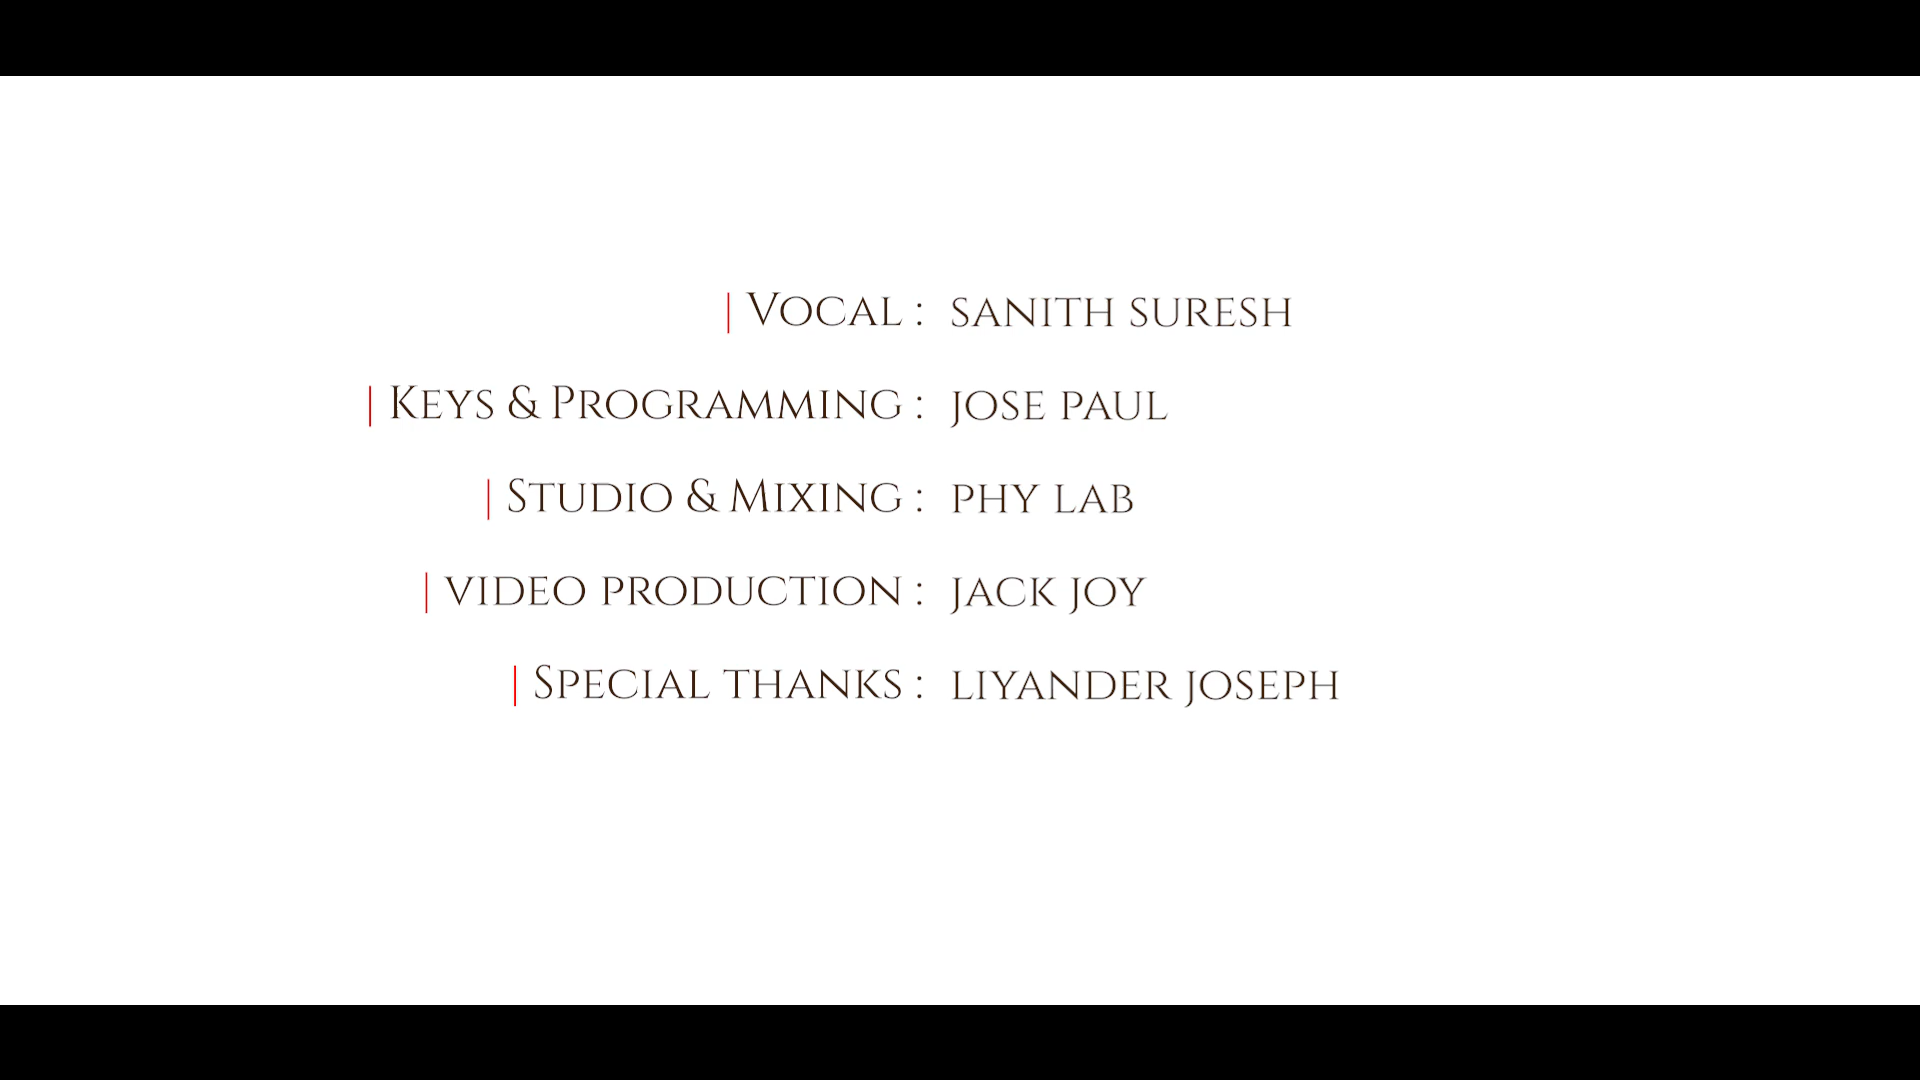 | Vocal : SANITH SURESH
| Keys & Programming : JOSE PAUL
| Studio & Mixing : PHY LAB
| VIDEO PRODUCTION : JACK JOY
| Special thanks : LIYANDER JOSEPH